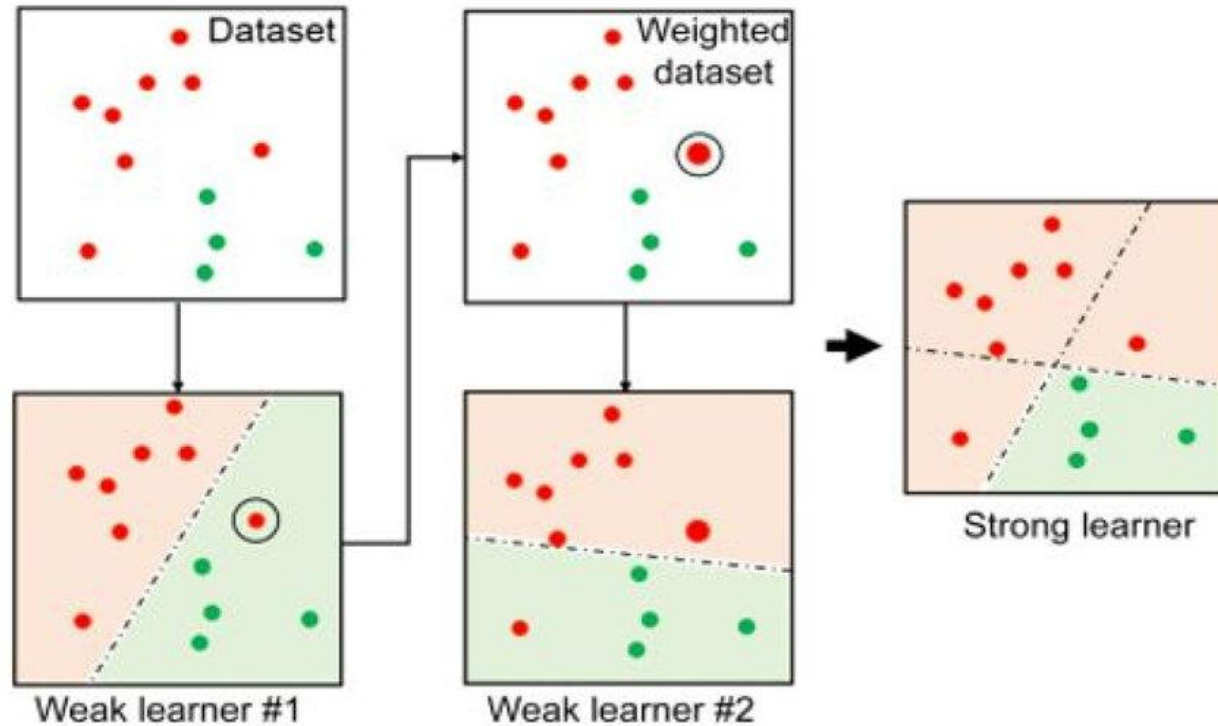 Dataset
Weighted
dataset
Weak learner #1
Weak learner #2
Strong learner